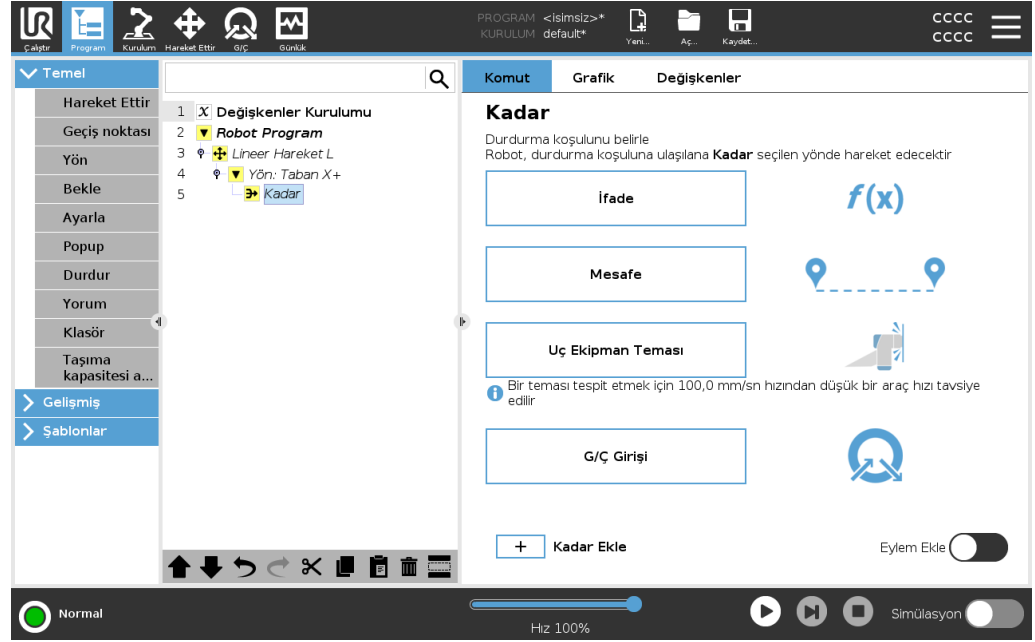 PROGRAM <isimsiz>*
KURULUM default*
Çalıştır
Program
Kurulum
Hareket Ettir
G/Ç
Günlük
Yeni...
Aç...
Kaydet...
cccc
cccc
Temel
Hareket Ettir
Geçiş noktası
Yön
Bekle
Ayarla
Popup
Durdur
Yorum
Klasör
Taşıma
kapasitesi a...
Gelişmiş
Şablonlar
1 X Değişkenler Kurulumu
2 Robot Program
3 Lineer Hareket L
4 Yön: Taban X+
5 Kadar
Komut Grafik Değişkenler
Kadar
Durdurma koşulunu belirle
Robot, durdurma koşuluna ulaşılana Kadar seçilen yönde hareket edecektir
İfade
f(x)
Mesafe
Uç Ekipman Teması
Bir teması tespit etmek için 100,0 mm/sn hızından düşük bir araç hızı tavsiye
edilir
G/Ç Girişi
+ Kadar Ekle
Eylem Ekle
Normal
Hız 100%
Simülasyon